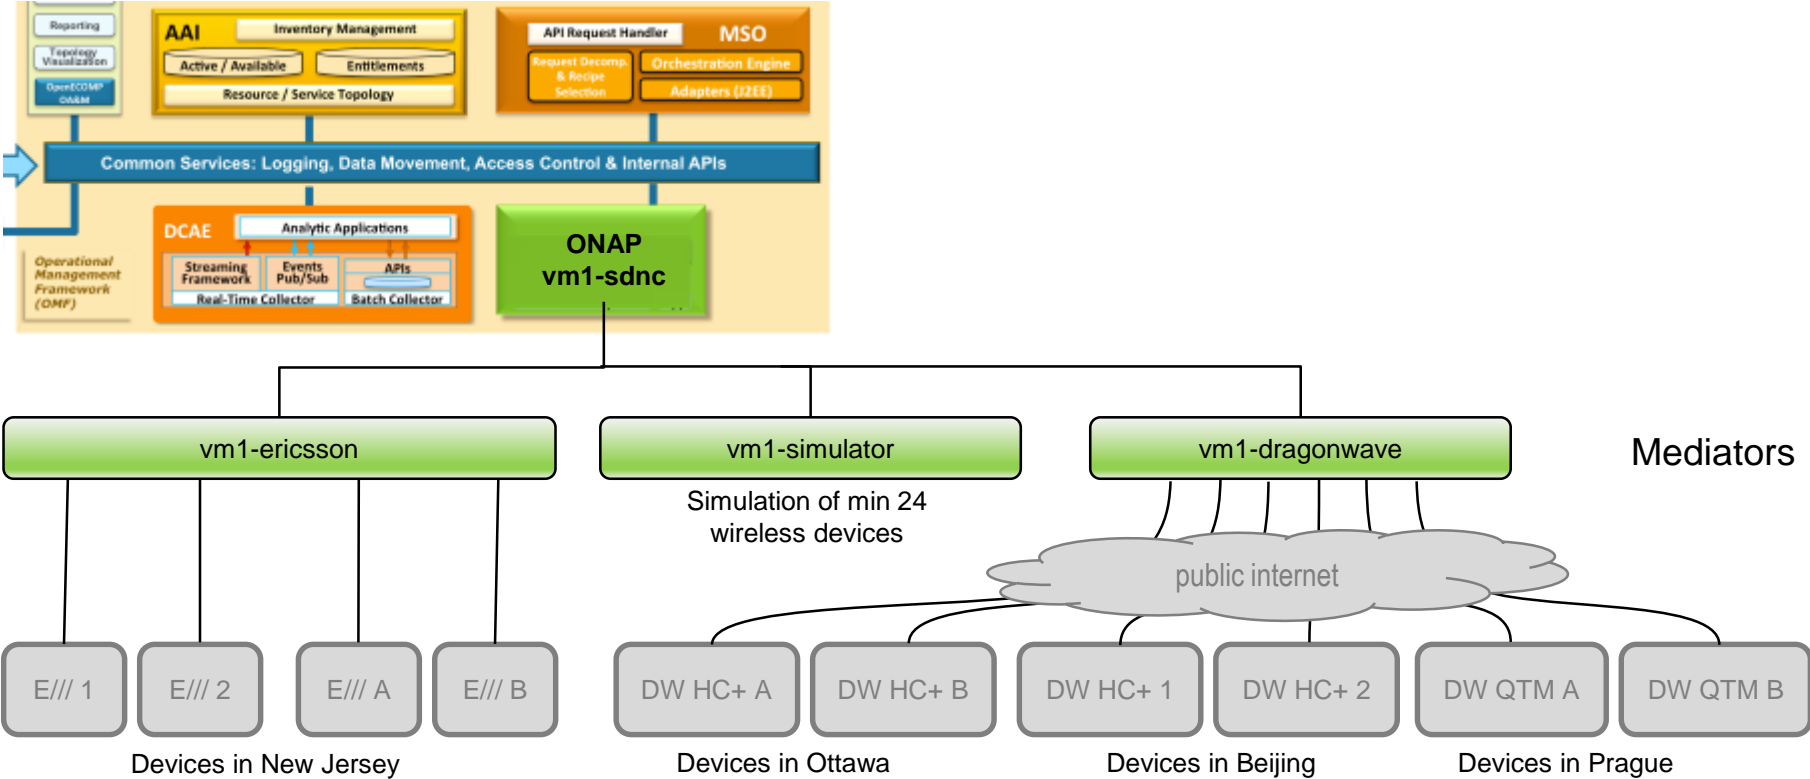 Reporting
Topology
Visualization
OpenECOMP
OA&M
AAI
Inventory Management
Active / Available
Entitlements
Resource / Service Topology
API Request Handler
MSO
Request Decomp.
& Recipe
Selection
Orchestration Engine
Adapters (J2EE)
Common Services: Logging, Data Movement, Access Control & Internal APIs
DCAE
Analytic Applications
Streaming
Framework
Events
Pub/Sub
APIs
Real-Time Collector
Batch Collector
ONAP
vm1-sdnc
Operational
Management
Framework
(OMF)
vm1-ericsson
vm1-simulator
vm1-dragonwave
Mediators
Simulation of min 24
wireless devices
public internet
E/// 1
E/// 2
E/// A
E/// B
DW HC+ A
DW HC+ B
DW HC+ 1
DW HC+ 2
DW QTM A
DW QTM B
Devices in New Jersey
Devices in Ottawa
Devices in Beijing
Devices in Prague